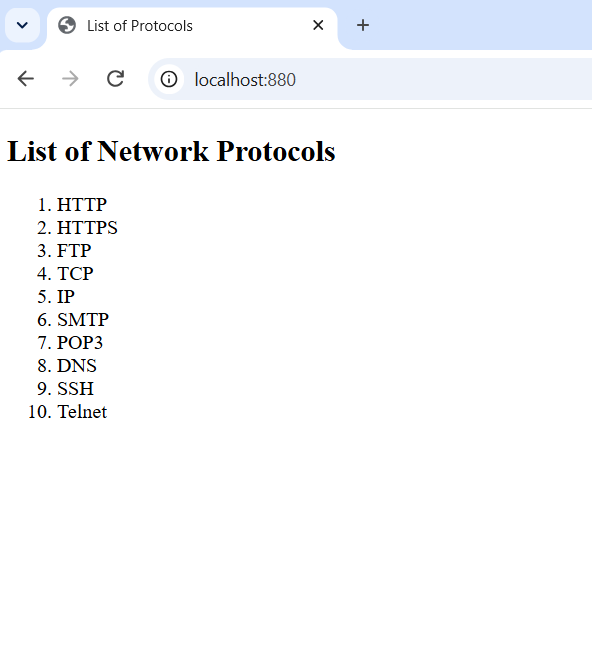 List of Protocols
localhost:880
List of Network Protocols
1. HTTP
2. HTTPS
3. FTP
4. TCP
5. IP
6. SMTP
7. POP3
8. DNS
9. SSH
10. Telnet